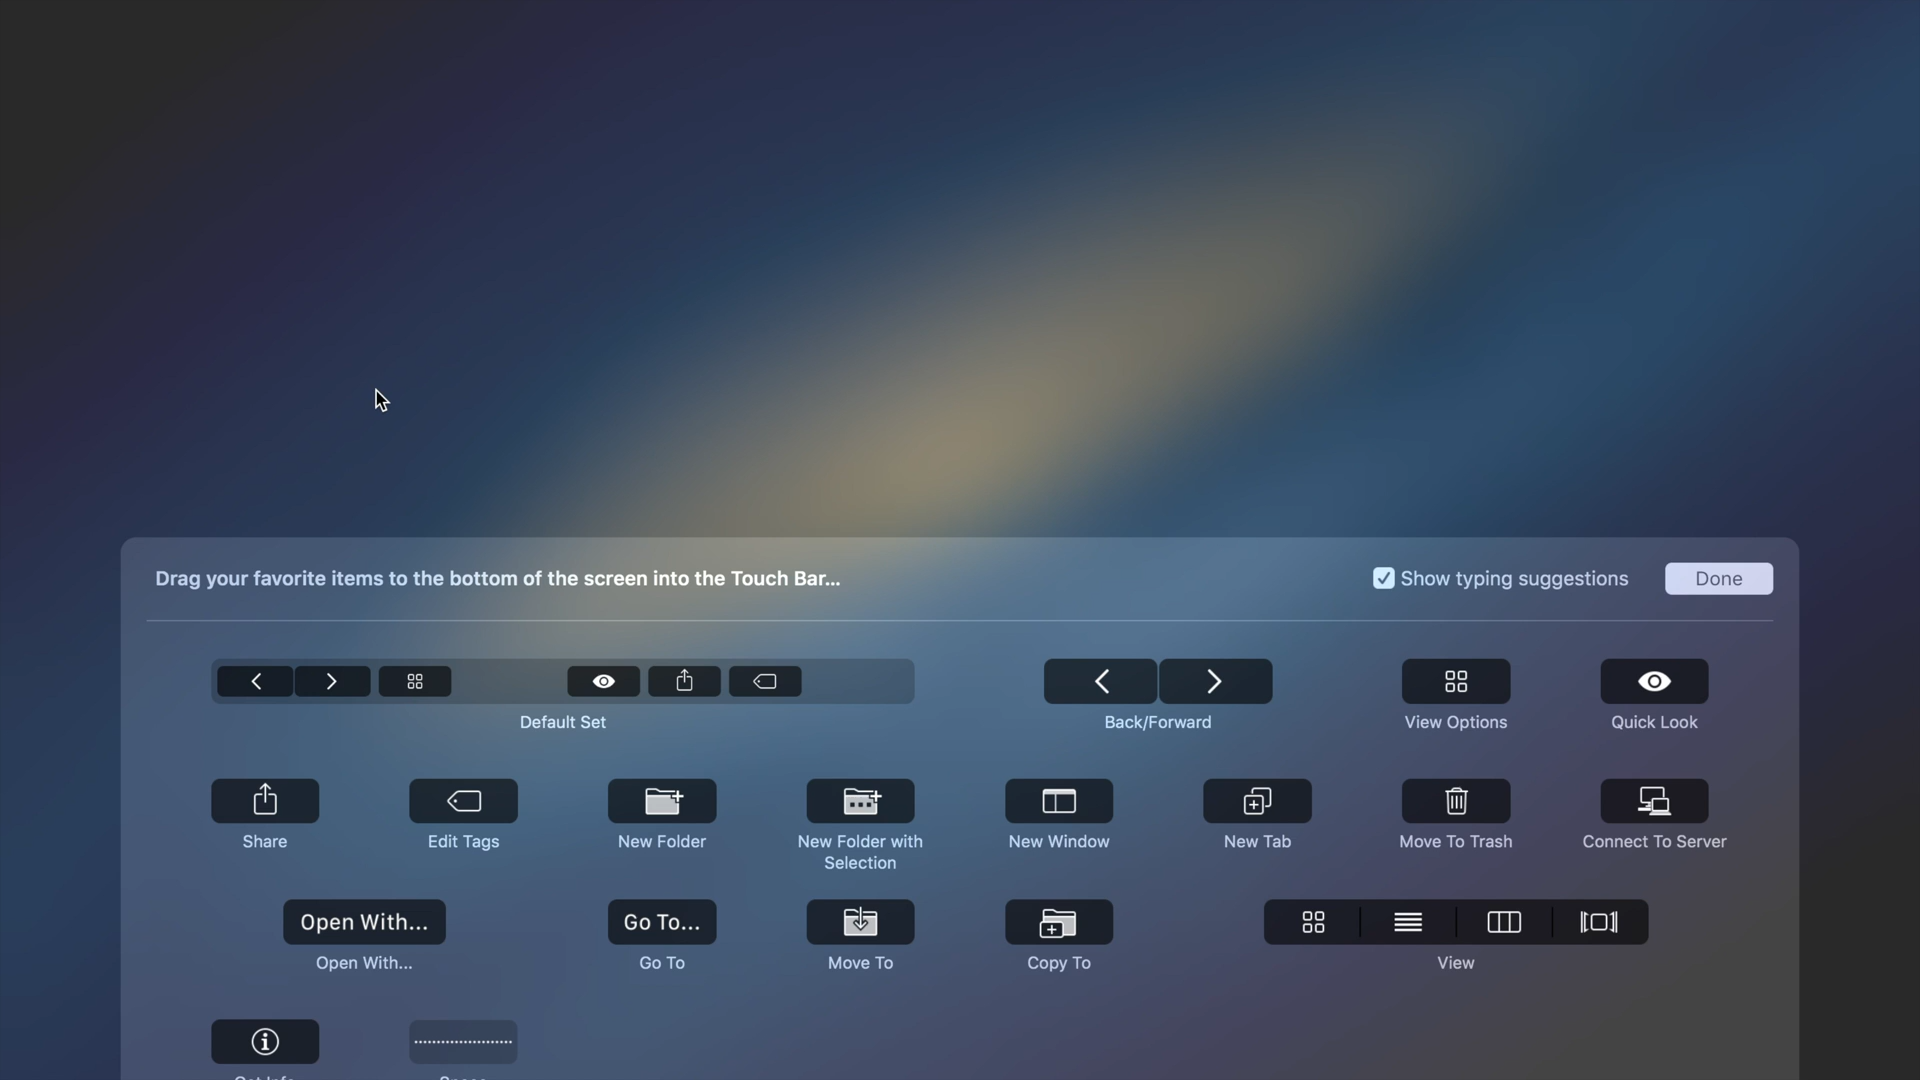 Drag your favorite items to the bottom of the screen into the Touch Bar...
Show typing suggestions
Done
Default Set
Back/Forward
View Options
Quick Look
Share
Edit Tags
New Folder
New Folder with
Selection
New Window
New Tab
Move To Trash
Connect To Server
Open With...
Open With...
Go To...
Go To
Move To
Copy To
View